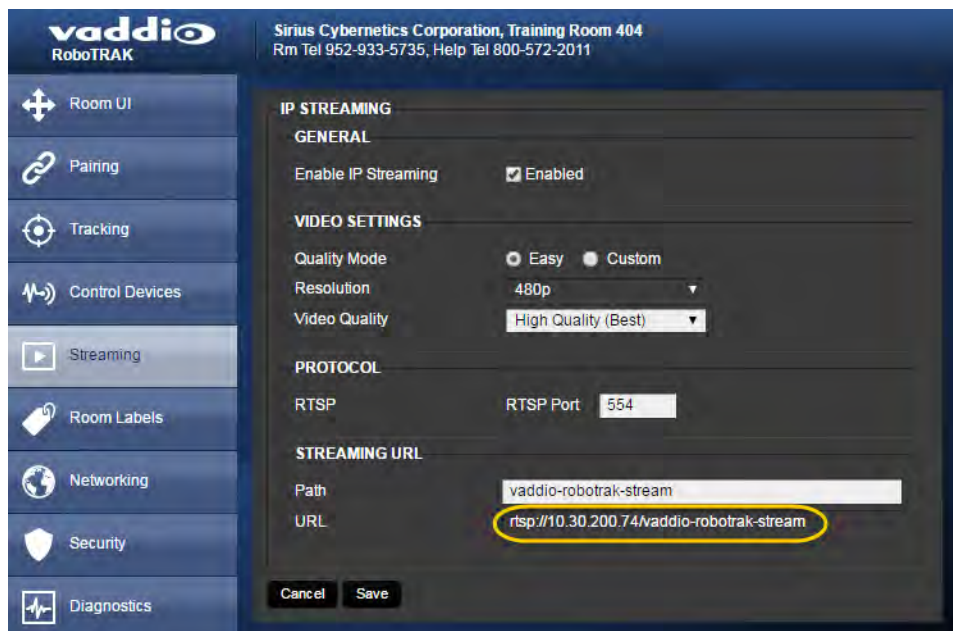 vaddio
RoboTRAK
Sirius Cybernetics Corporation, Training Room 404
Rm Tel 952-933-5735, Help Tel 800-572-2011
Room UI
Pairing
Tracking
Control Devices
Streaming
Room Labels
Networking
Security
Diagnostics
IP STREAMING
GENERAL
Enable IP Streaming Enabled
VIDEO SETTINGS
Quality Mode Easy Custom
Resolution 480p
Video Quality High Quality (Best)
PROTOCOL
RTSP RTSP Port 554
STREAMING URL
Path vaddio-robotrak-stream
URL rtsp://10.30.200.74/vaddio-robotrak-stream
Cancel Save